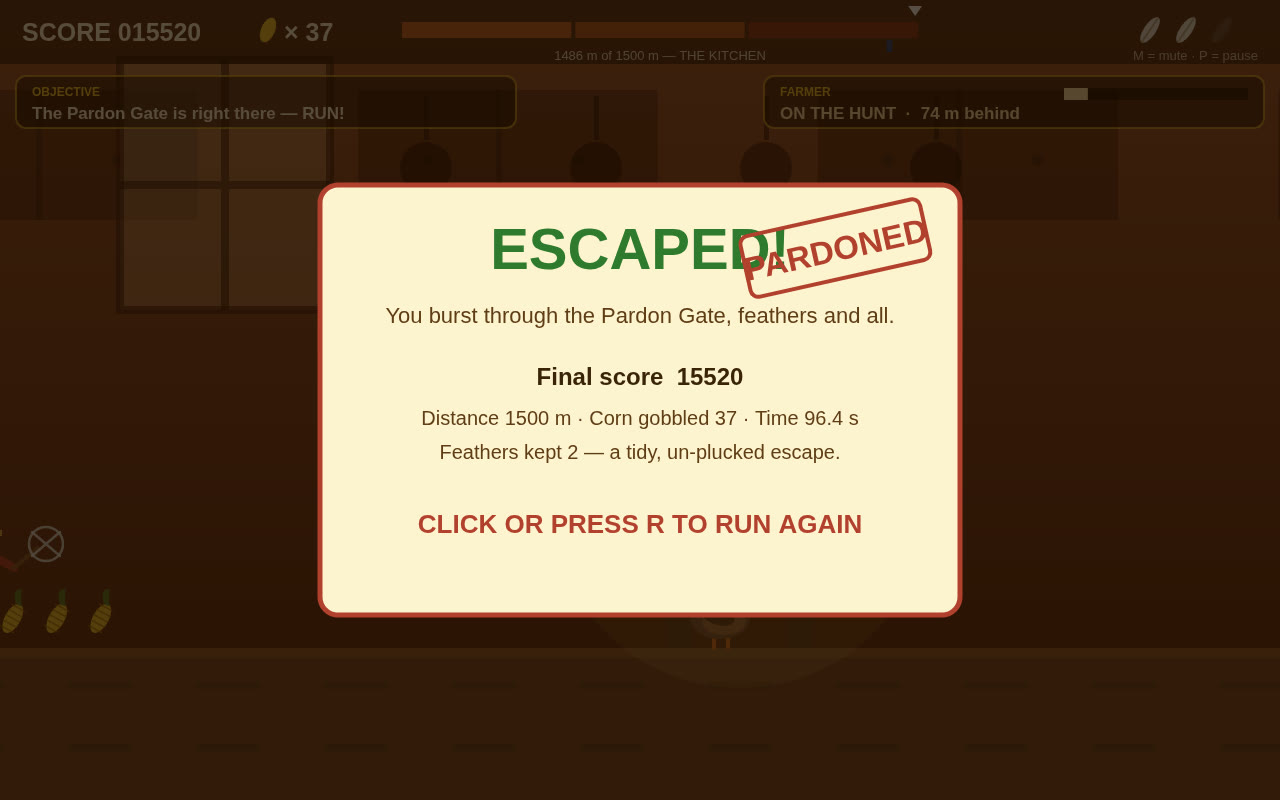 SCORE 015520
× 37
1486 m of 1500 m — THE KITCHEN
M = mute · P = pause
OBJECTIVE
The Pardon Gate is right there — RUN!
FARMER
ON THE HUNT · 74 m behind
ESCAPED!
PARDONED
You burst through the Pardon Gate, feathers and all.
Final score 15520
Distance 1500 m · Corn gobbled 37 · Time 96.4 s
Feathers kept 2 — a tidy, un-plucked escape.
CLICK OR PRESS R TO RUN AGAIN